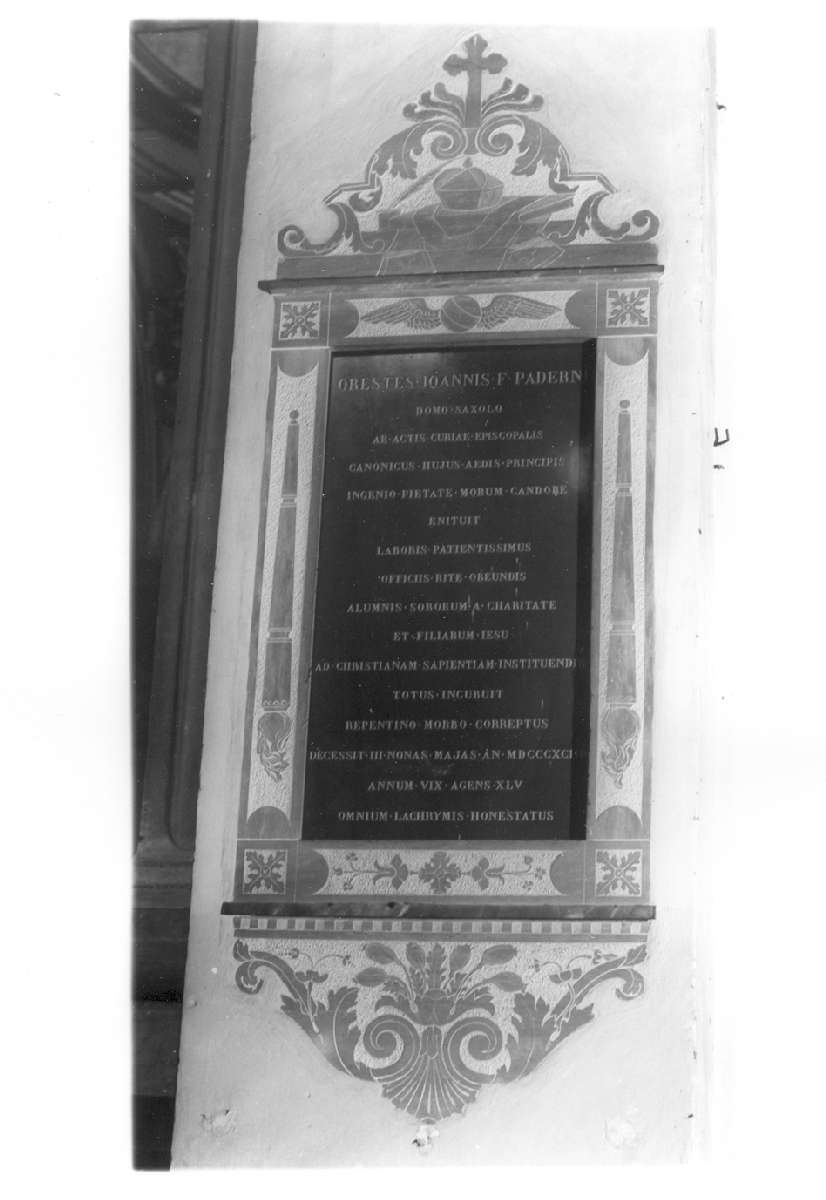 ORESTES·IOANNIS·F·PADERN
DOMO·SAXOLO
AB·ACTIS·CURIAE·EPISCOPALIS
CANONICUS·HUJUS·AEDIS·PRINCIPIS
INGENIO·PIETATE·MORUM·CANDORE
ENITUIT
LABORIS·PATIENTISSIMUS
OFFICIIS·RITE·OBEUNDIS
ALUMNIS·SORORUM·A·CHARITATE
ET·FILIARUM·IESU
AD·CHRISTIANAM·SAPIENTIAM·INSTITUENDI
TOTUS·INCUBUIT
REPENTINO·MORBO·CORREPTUS
DECESSIT·III·NONAS·MAJAS·AN·MDCCCXCI
ANNUM·VIX·AGENS·XLV
OMNIUM·LACHRYMIS·HONESTATUS